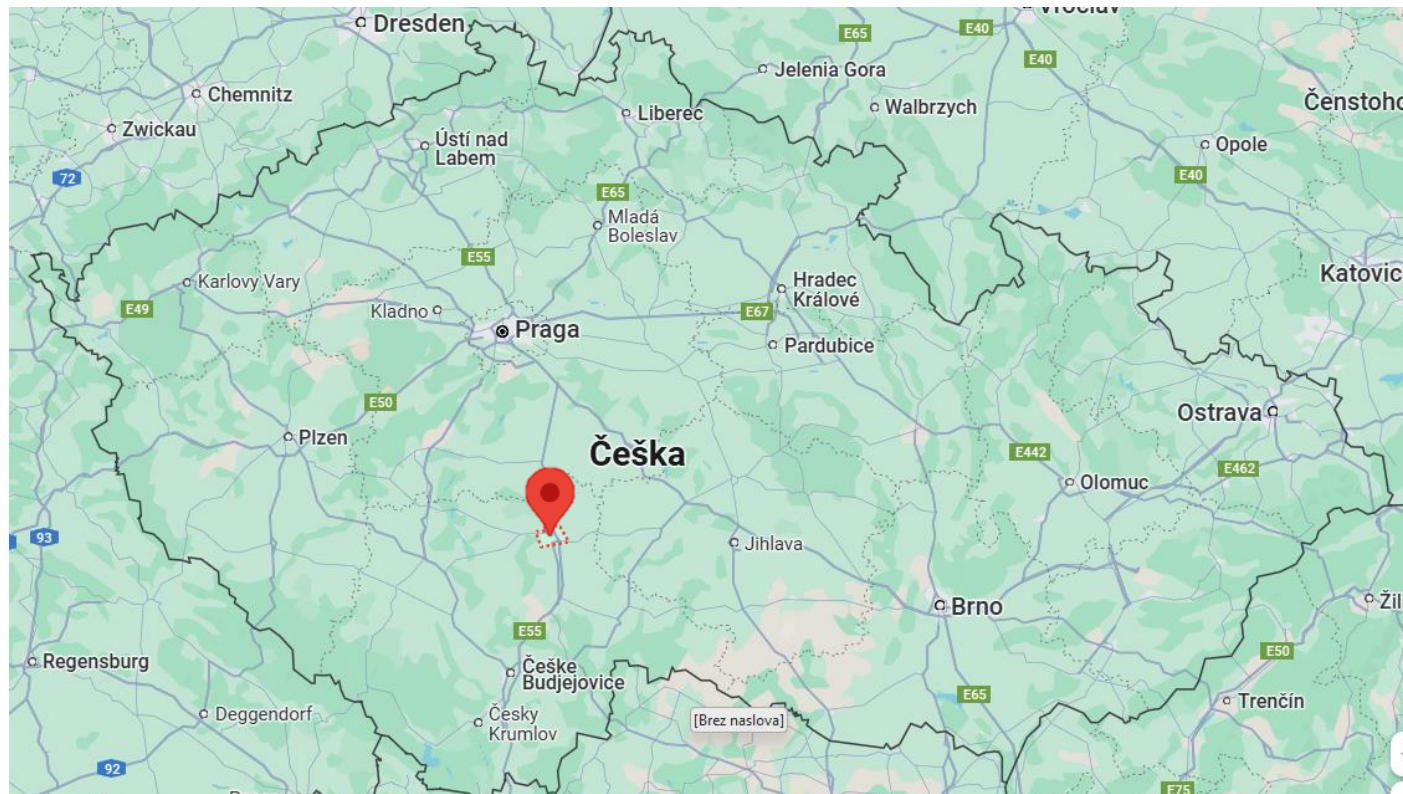 Dresden
E65
E40
E40
Jelenia Gora
Chemnitz
Walbrzych
Zwickau
Liberec
Ústí nad
Labem
Opole
E40
72
E65
Mladá
Boleslav
E55
Karlovy Vary
Hradec
Králové
E49
Kladno
E67
Praga
Pardubice
E50
Ostrava
Plzen
Češka
E442
E462
Olomuc
93
Jihlava
Brno
E55
E50
Regensburg
Češke
Budjejovice
E65
Trenčín
Deggendorf
Česky
Krumlov
[Brez naslova]
92
E75